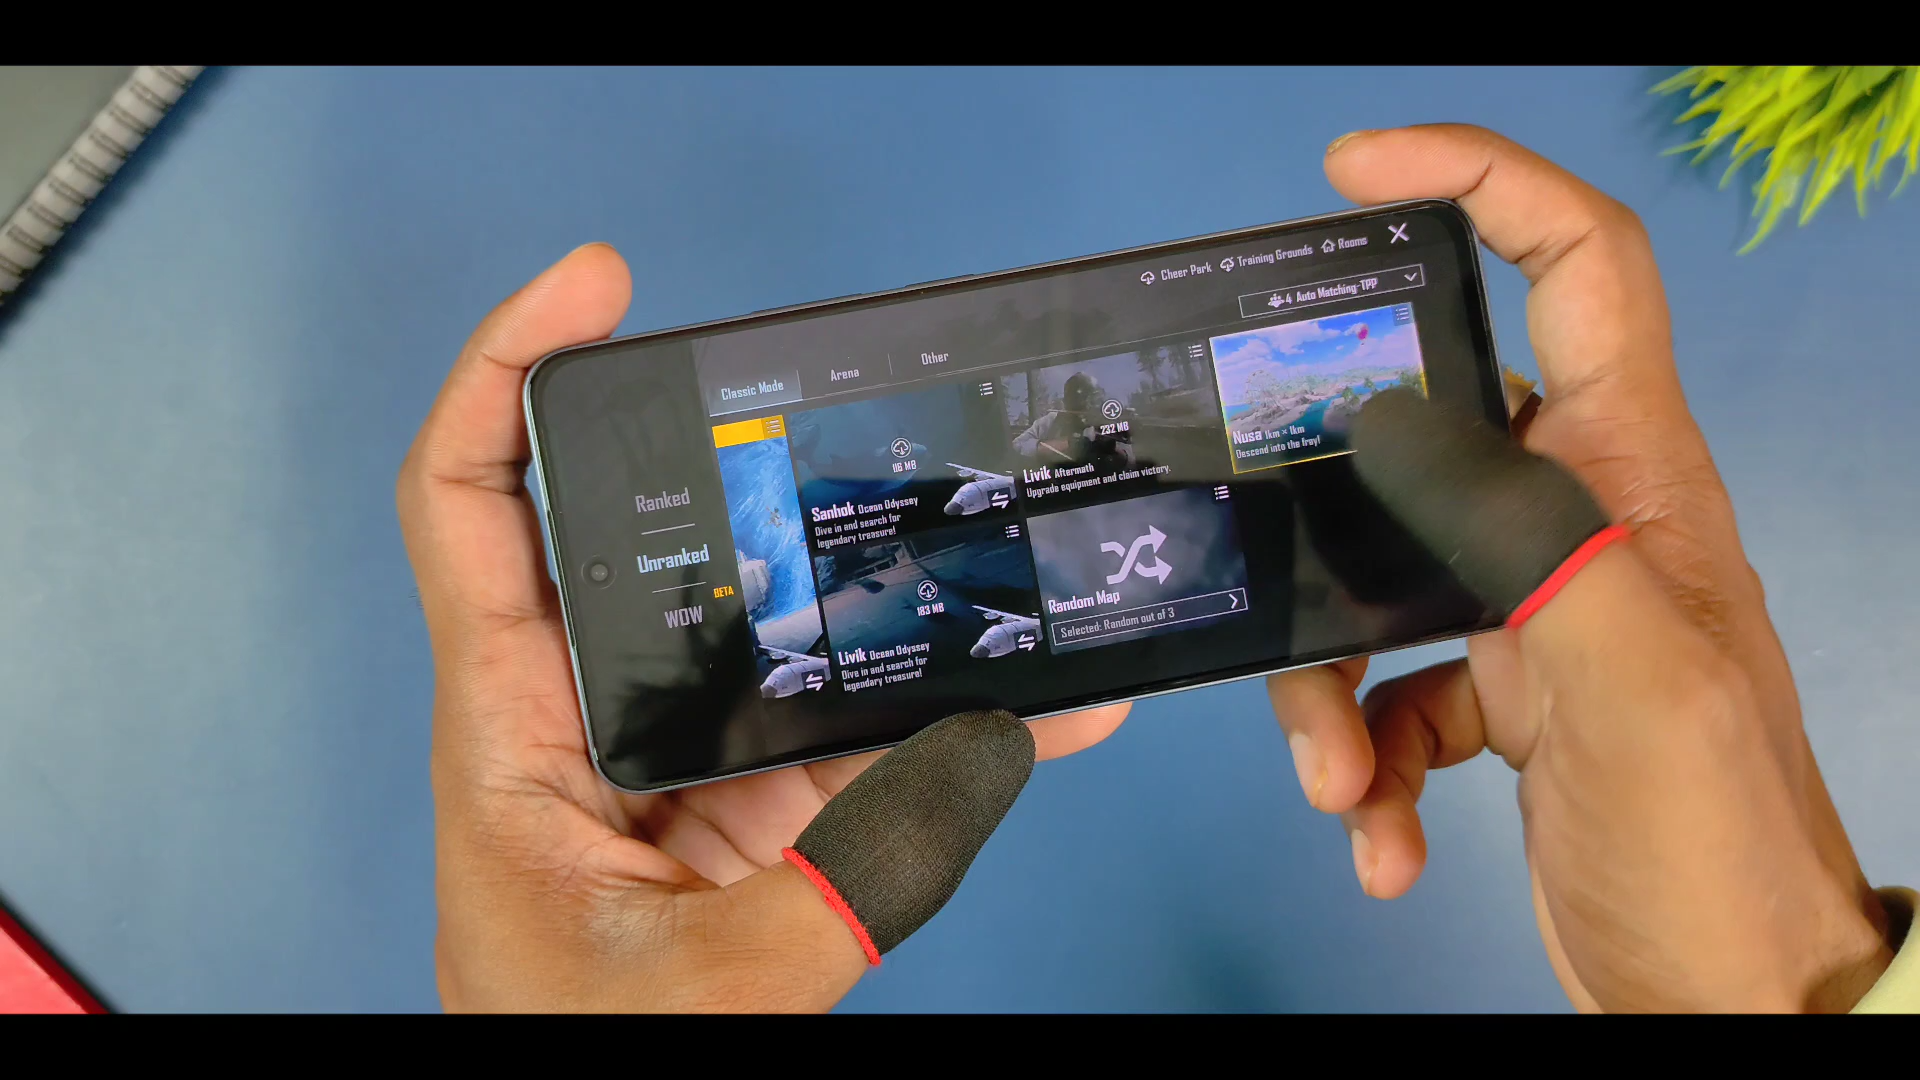 Cheer Park
Training Grounds
Rooms
4 Auto Matching-TPP
Classic Mode
Arena
Other
Ranked
Unranked
BETA
WOW
116 MB
Sanhok Ocean Odyssey
Dive in and search for
legendary treasure!
232 MB
Livik Aftermath
Upgrade equipment and claim victory.
Nusa 1km × 1km
Descend into the fray!
183 MB
Livik Ocean Odyssey
Dive in and search for
legendary treasure!
Random Map
Selected: Random out of 3